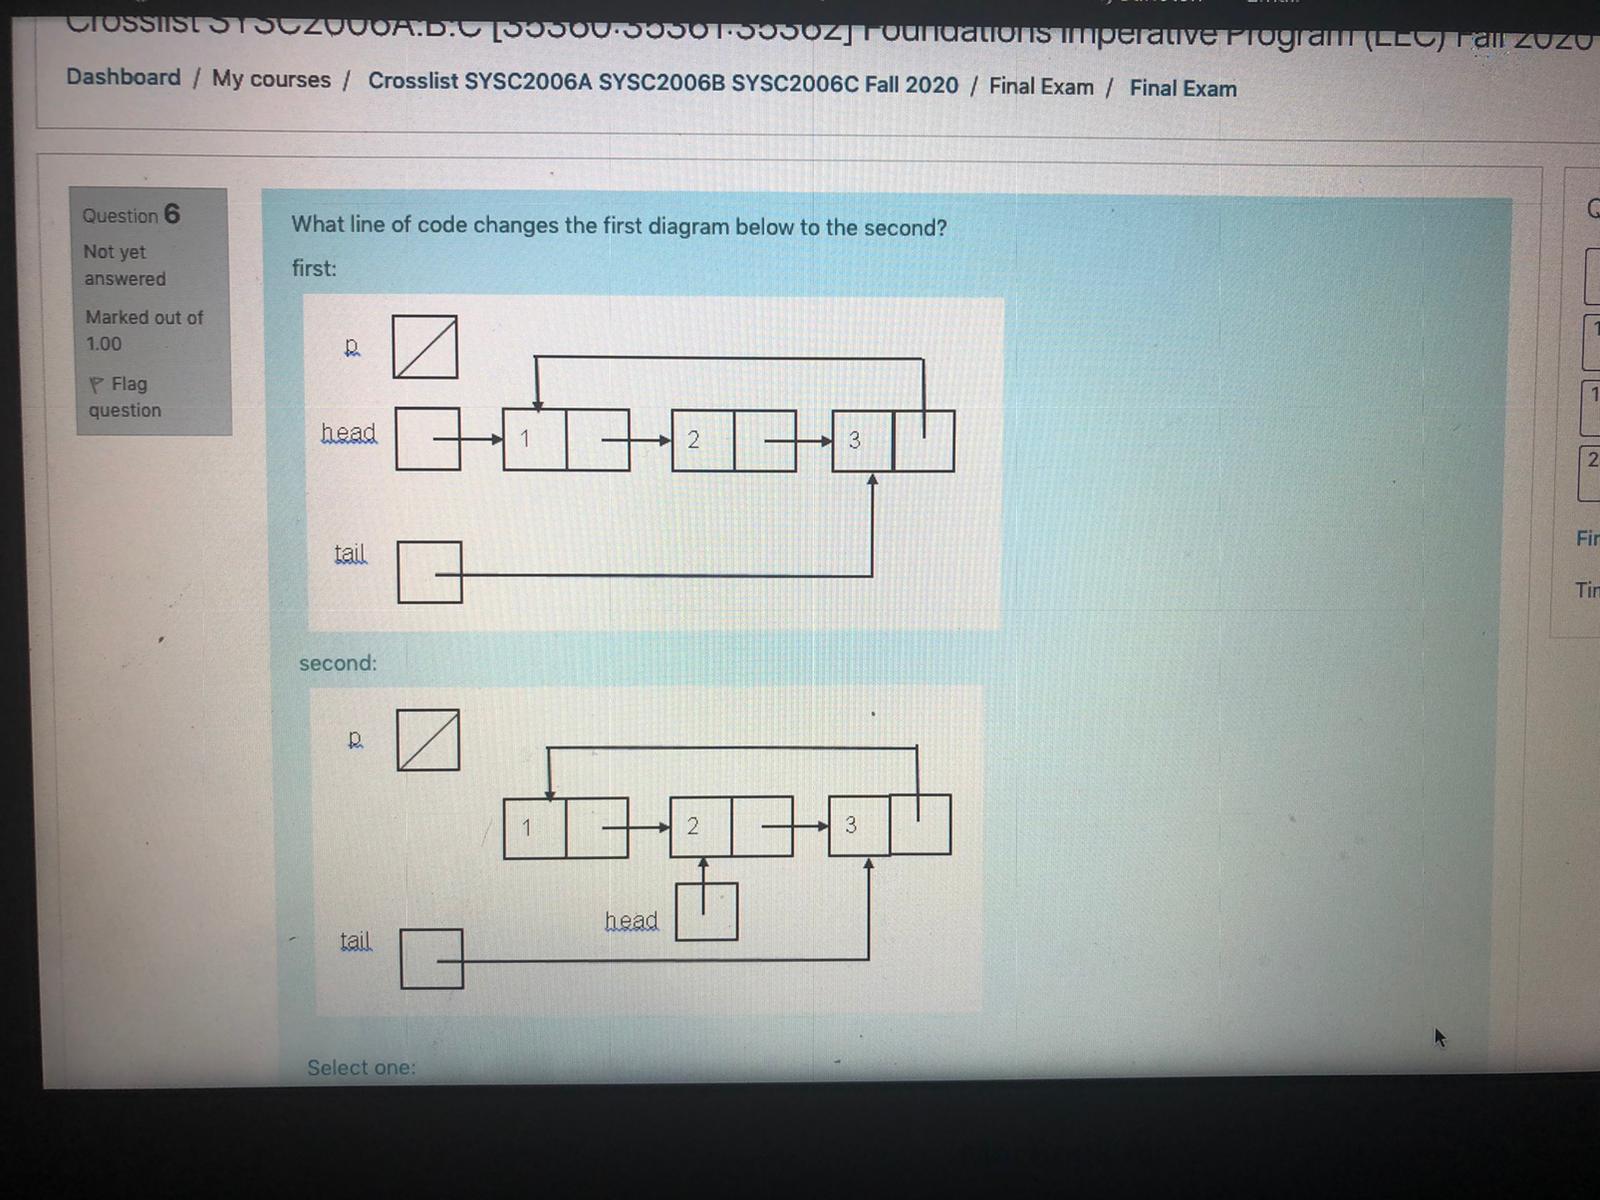 Crosslist SYSC2006A:B:C [35360:35361:35362] Foundations Imperative Program (LEC) Fall 2020
Dashboard / My courses / Crosslist SYSC2006A SYSC2006B SYSC2006C Fall 2020 / Final Exam / Final Exam
Question 6
Not yet
answered
Marked out of
1.00
Flag
question
What line of code changes the first diagram below to the second?
first:
p
head
1
2
3
tail
second:
p
1
2
3
head
tail
Select one:
1
1
2
Fin
Tim